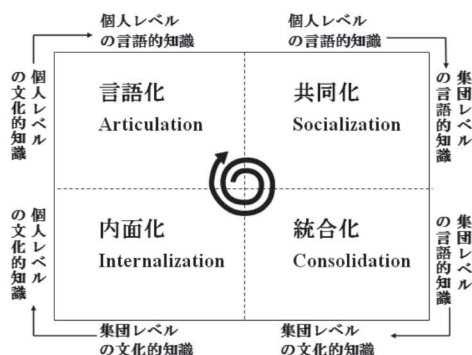 個人レベル
の言語的知識
個人レベル
の言語的知識
個人レベル
の文化的知識
言語化
Articulation
共同化
Socialization
集団レベル
の言語的知識
個人レベル
の文化的知識
内面化
Internalization
統合化
Consolidation
集団レベル
の言語的知識
集団レベル
の文化的知識
集団レベル
の文化的知識